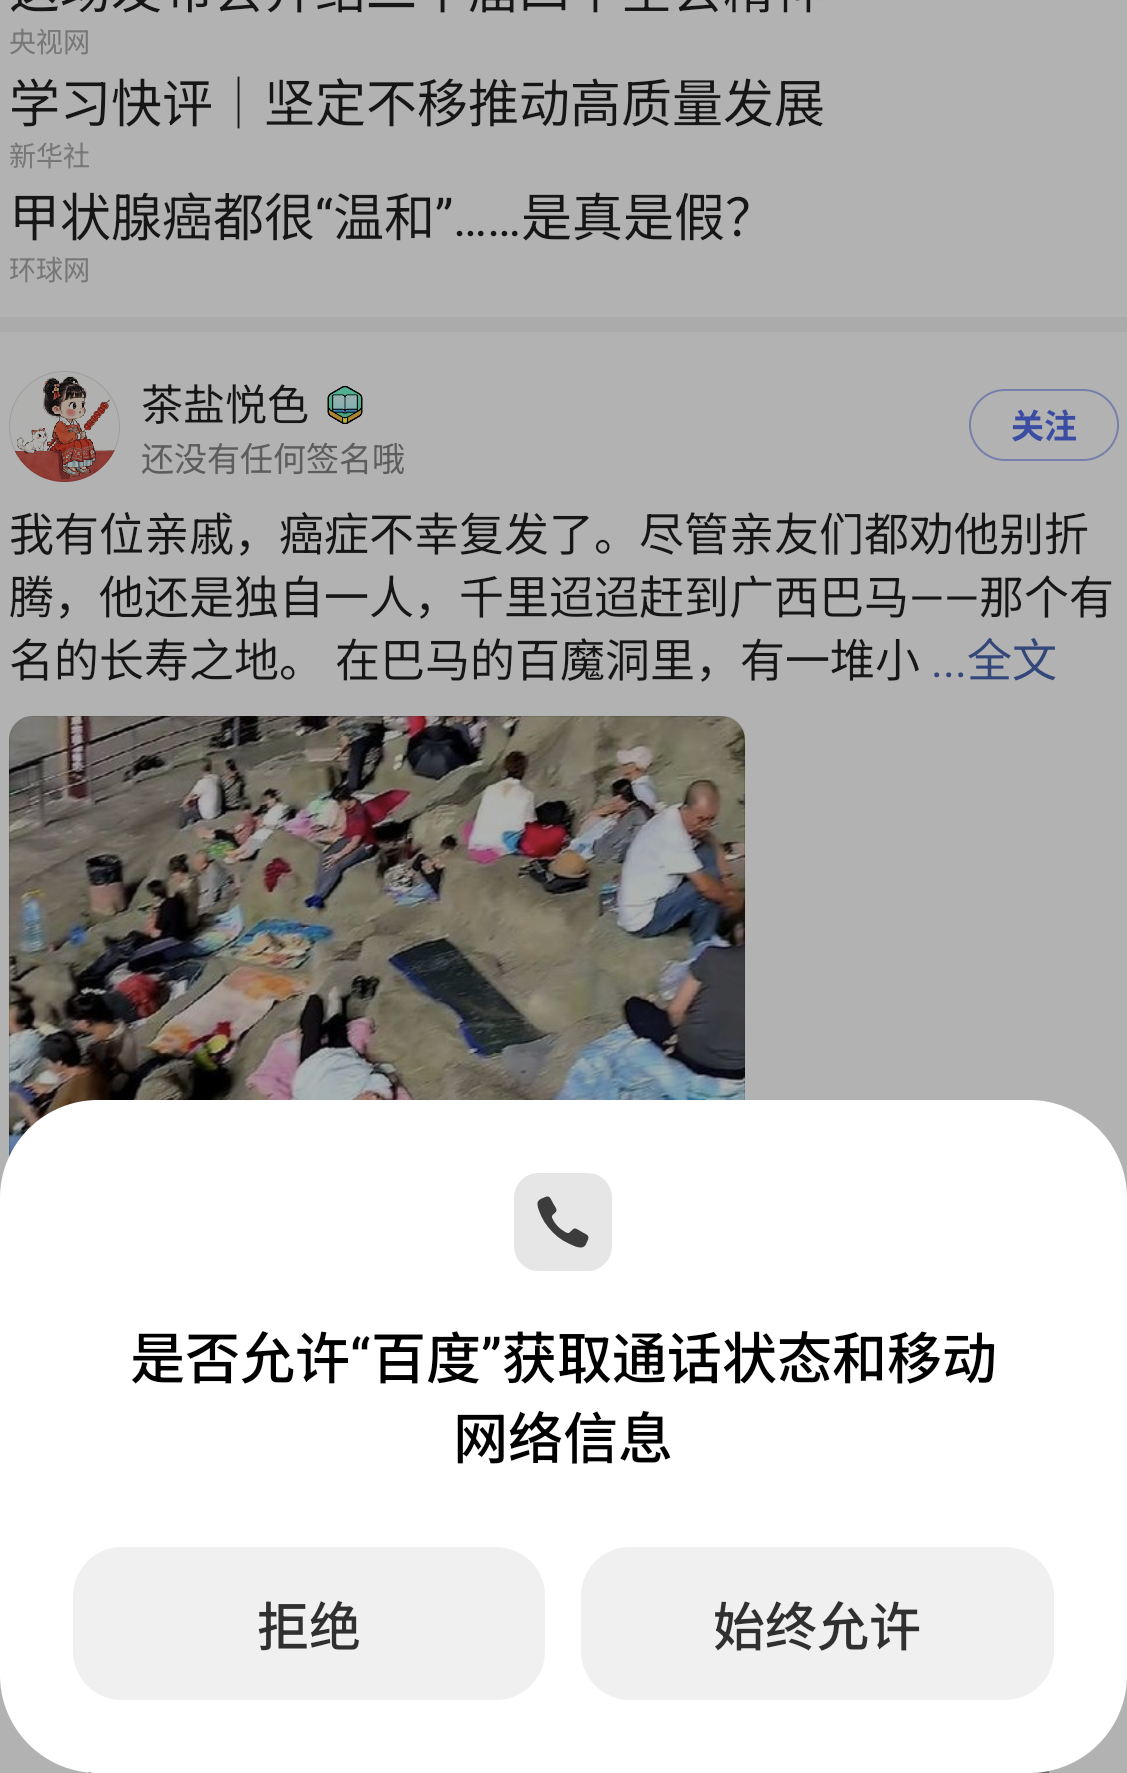 央视网
学习快评｜坚定不移推动高质量发展
新华社
甲状腺癌都很“温和”……是真是假？
环球网
茶盐悦色
关注
还没有任何签名哦
我有位亲戚，癌症不幸复发了。尽管亲友们都劝他别折
腾，他还是独自一人，千里迢迢赶到广西巴马——那个有
名的长寿之地。 在巴马的百魔洞里，有一堆小 ...全文
是否允许“百度”获取通话状态和移动
网络信息
拒绝
始终允许